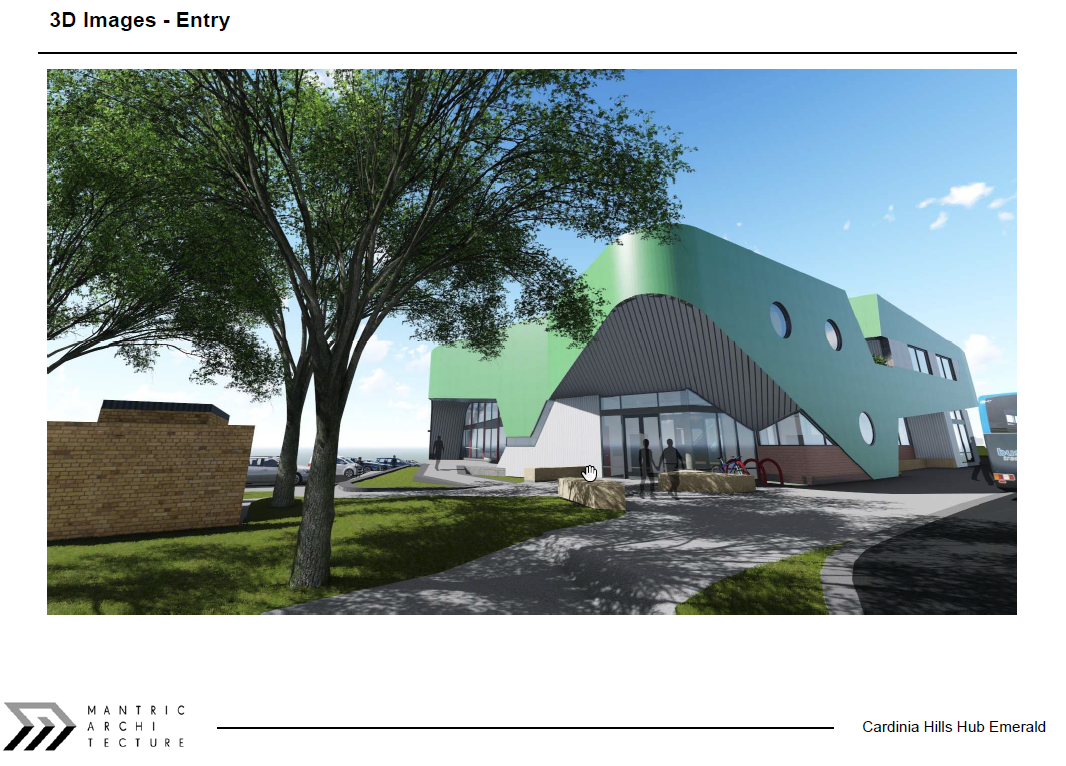 3D Images - Entry
MANTRIC
ARCHI
TECTURE
Cardinia Hills Hub Emerald